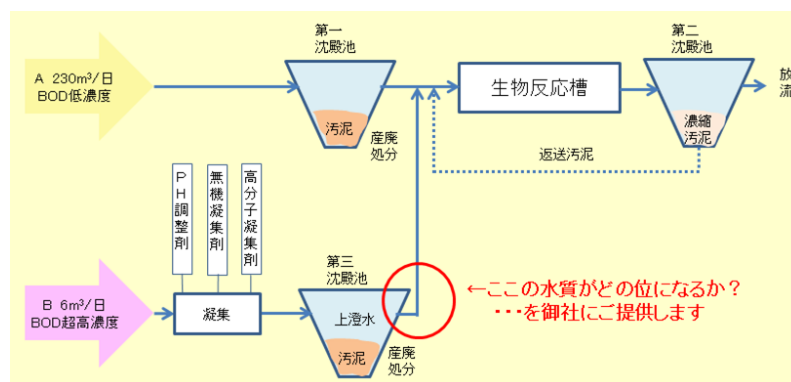 第一
沈殿池
第二
沈殿池
A 230m³/日
BOD低濃度
生物反応槽
放
流
汚泥
産廃
処分
濃縮
汚泥
返送汚泥
PH調整剤
無機凝集剤
高分子凝集剤
第三
沈殿池
B 6m³/日
BOD超高濃度
凝集
上澄水
汚泥
産廃
処分
←ここの水質がどの位になるか？
・・・を御社にご提供します